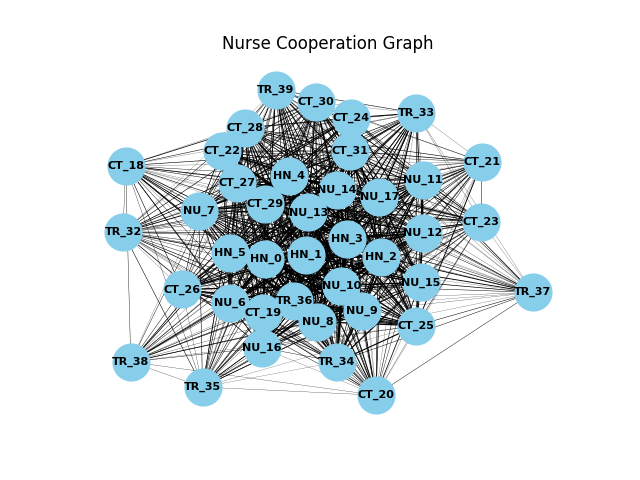 Nurse Cooperation Graph
TR_39
CT_30
TR_33
CT_24
CT_28
CT_22
CT_31
CT_21
CT_18
HN_4
NU_11
CT_27
NU_14
NU_17
CT_29
NU_7
NU_13
CT_23
TR_32
NU_12
HN_3
HN_5
HN_1
HN_2
HN_0
NU_15
NU_10
CT_26
TR_37
TR_36
NU_6
NU_9
CT_19
NU_8
CT_25
NU_16
TR_38
TR_34
TR_35
CT_20